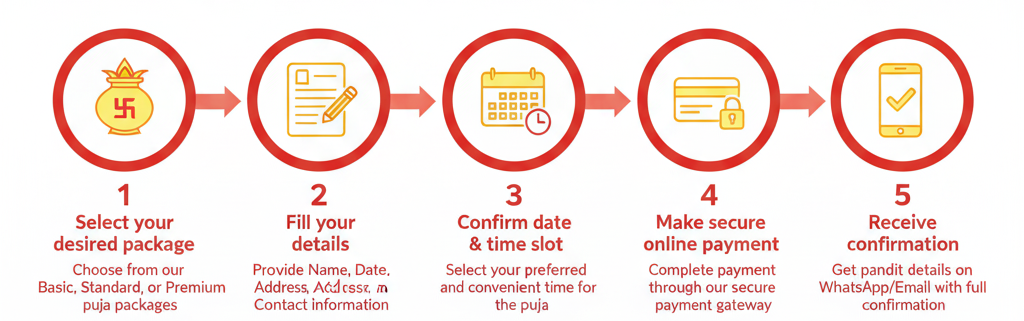 1
Select your
desired package
Choose from our
Basic, Standard, or Premium
puja packages
2
Fill your
details
Provide Name, Date,
Address,
Contact information
3
Confirm date
& time slot
Select your preferred
and convenient time for
the puja
4
Make secure
online payment
Complete payment
through our secure
payment gateway
5
Receive
confirmation
Get pandit details on
WhatsApp/Email with full
confirmation